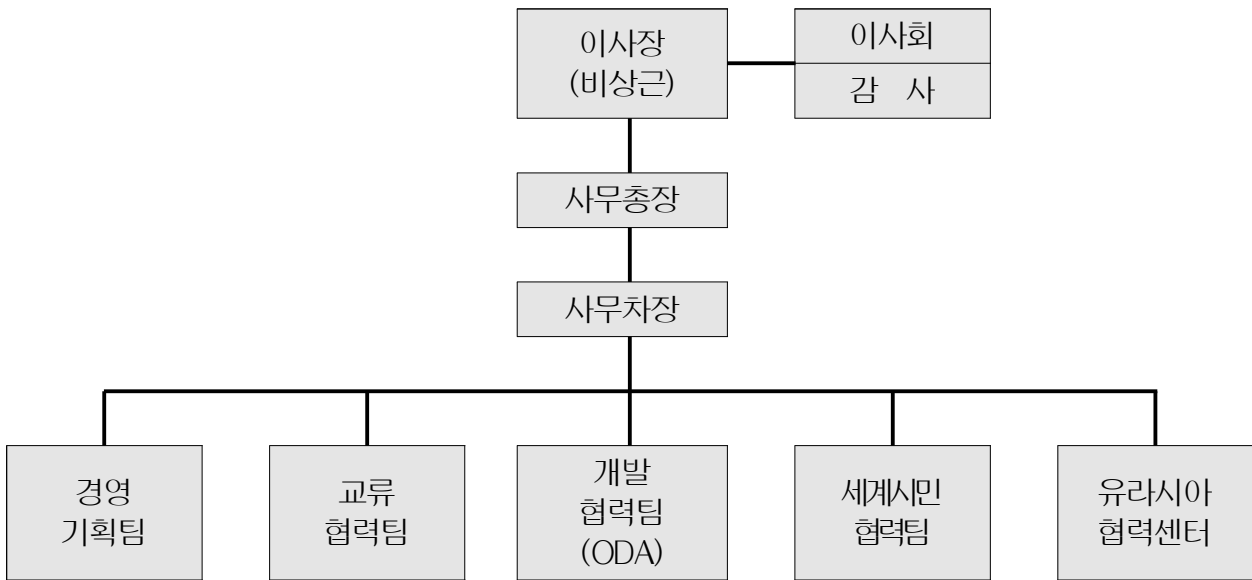 이사장
(비상근)
이사회
감 사
사무총장
사무차장
경영
기획팀
교류
협력팀
개발
협력팀
(ODA)
세계시민
협력팀
유라시아
협력센터